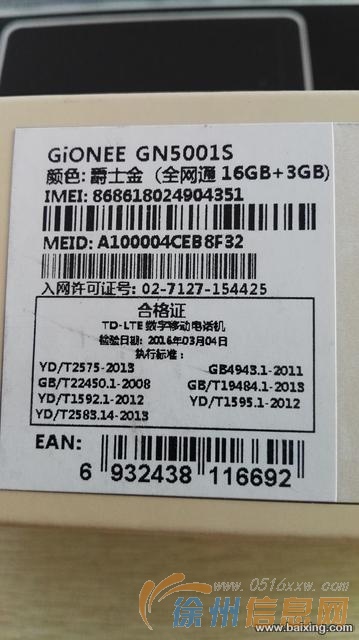 GiONEE GN5001S
颜色: 爵士金 (全网通 16GB+3GB)
IMEI: 868618024904351
MEID: A100004CEB8F32
入网许可证号: 02-7127-154425
合格证
TD-LTE 数字移动电话机
检验日期: 2016年03月04日
执行标准:
YD/T2575-2013 GB4943.1-2011
GB/T22450.1-2008 GB/T19484.1-2013
YD/T1592.1-2012 YD/T1595.1-2012
YD/T2583.14-2013
EAN:
6 932438 116692
www.0516xxw.com
徐州信息网
www.baixing.com